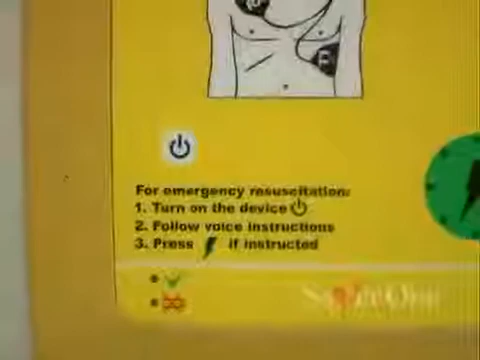 For emergency resuscitation:
1. Turn on the device
2. Follow voice instructions
3. Press if instructed